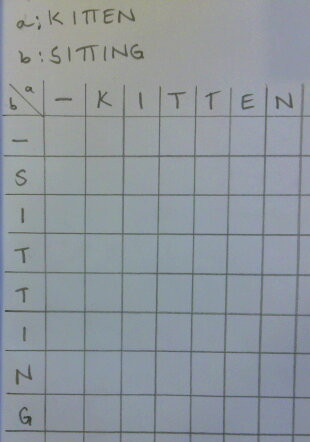 a; KITTEN
b: SITTING
b a - K I T T E N
-
S
I
T
T
I
N
G